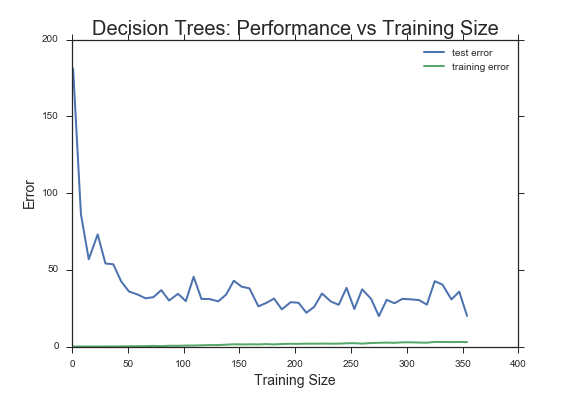 Decision Trees: Performance vs Training Size
200
150
100
50
0
Error
test error
training error
0 50 100 150 200 250 300 350 400
Training Size